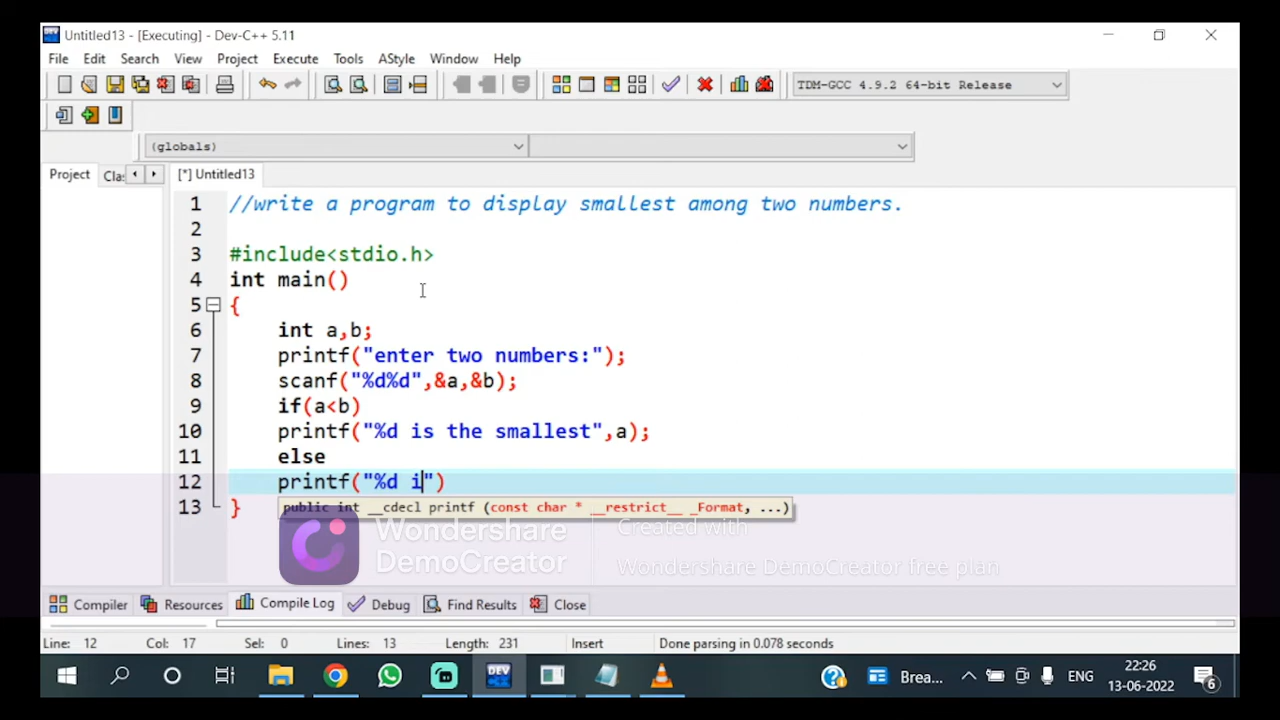 Untitled13 - [Executing] - Dev-C++ 5.11
File Edit Search View Project Execute Tools AStyle Window Help
TDM-GCC 4.9.2 64-bit Release
(globals)
Project Cla: [*] Untitled13
1 //write a program to display smallest among two numbers.
2
3 #include<stdio.h>
4 int main()
5 {
6 int a,b;
7 printf("enter two numbers:");
8 scanf("%d%d",&a,&b);
9 if(a<b)
10 printf("%d is the smallest",a);
11 else
12 printf("%d i")
13 }
public int __cdecl printf (const char * __restrict__ _Format, ...)
Wondershare
DemoCreator
Created with
Wondershare DemoCreator free plan
Compiler Resources Compile Log Debug Find Results Close
Line: 12 Col: 17 Sel: 0 Lines: 13 Length: 231 Insert Done parsing in 0.078 seconds
DEV Brea... ENG 22:26
13-06-2022 6